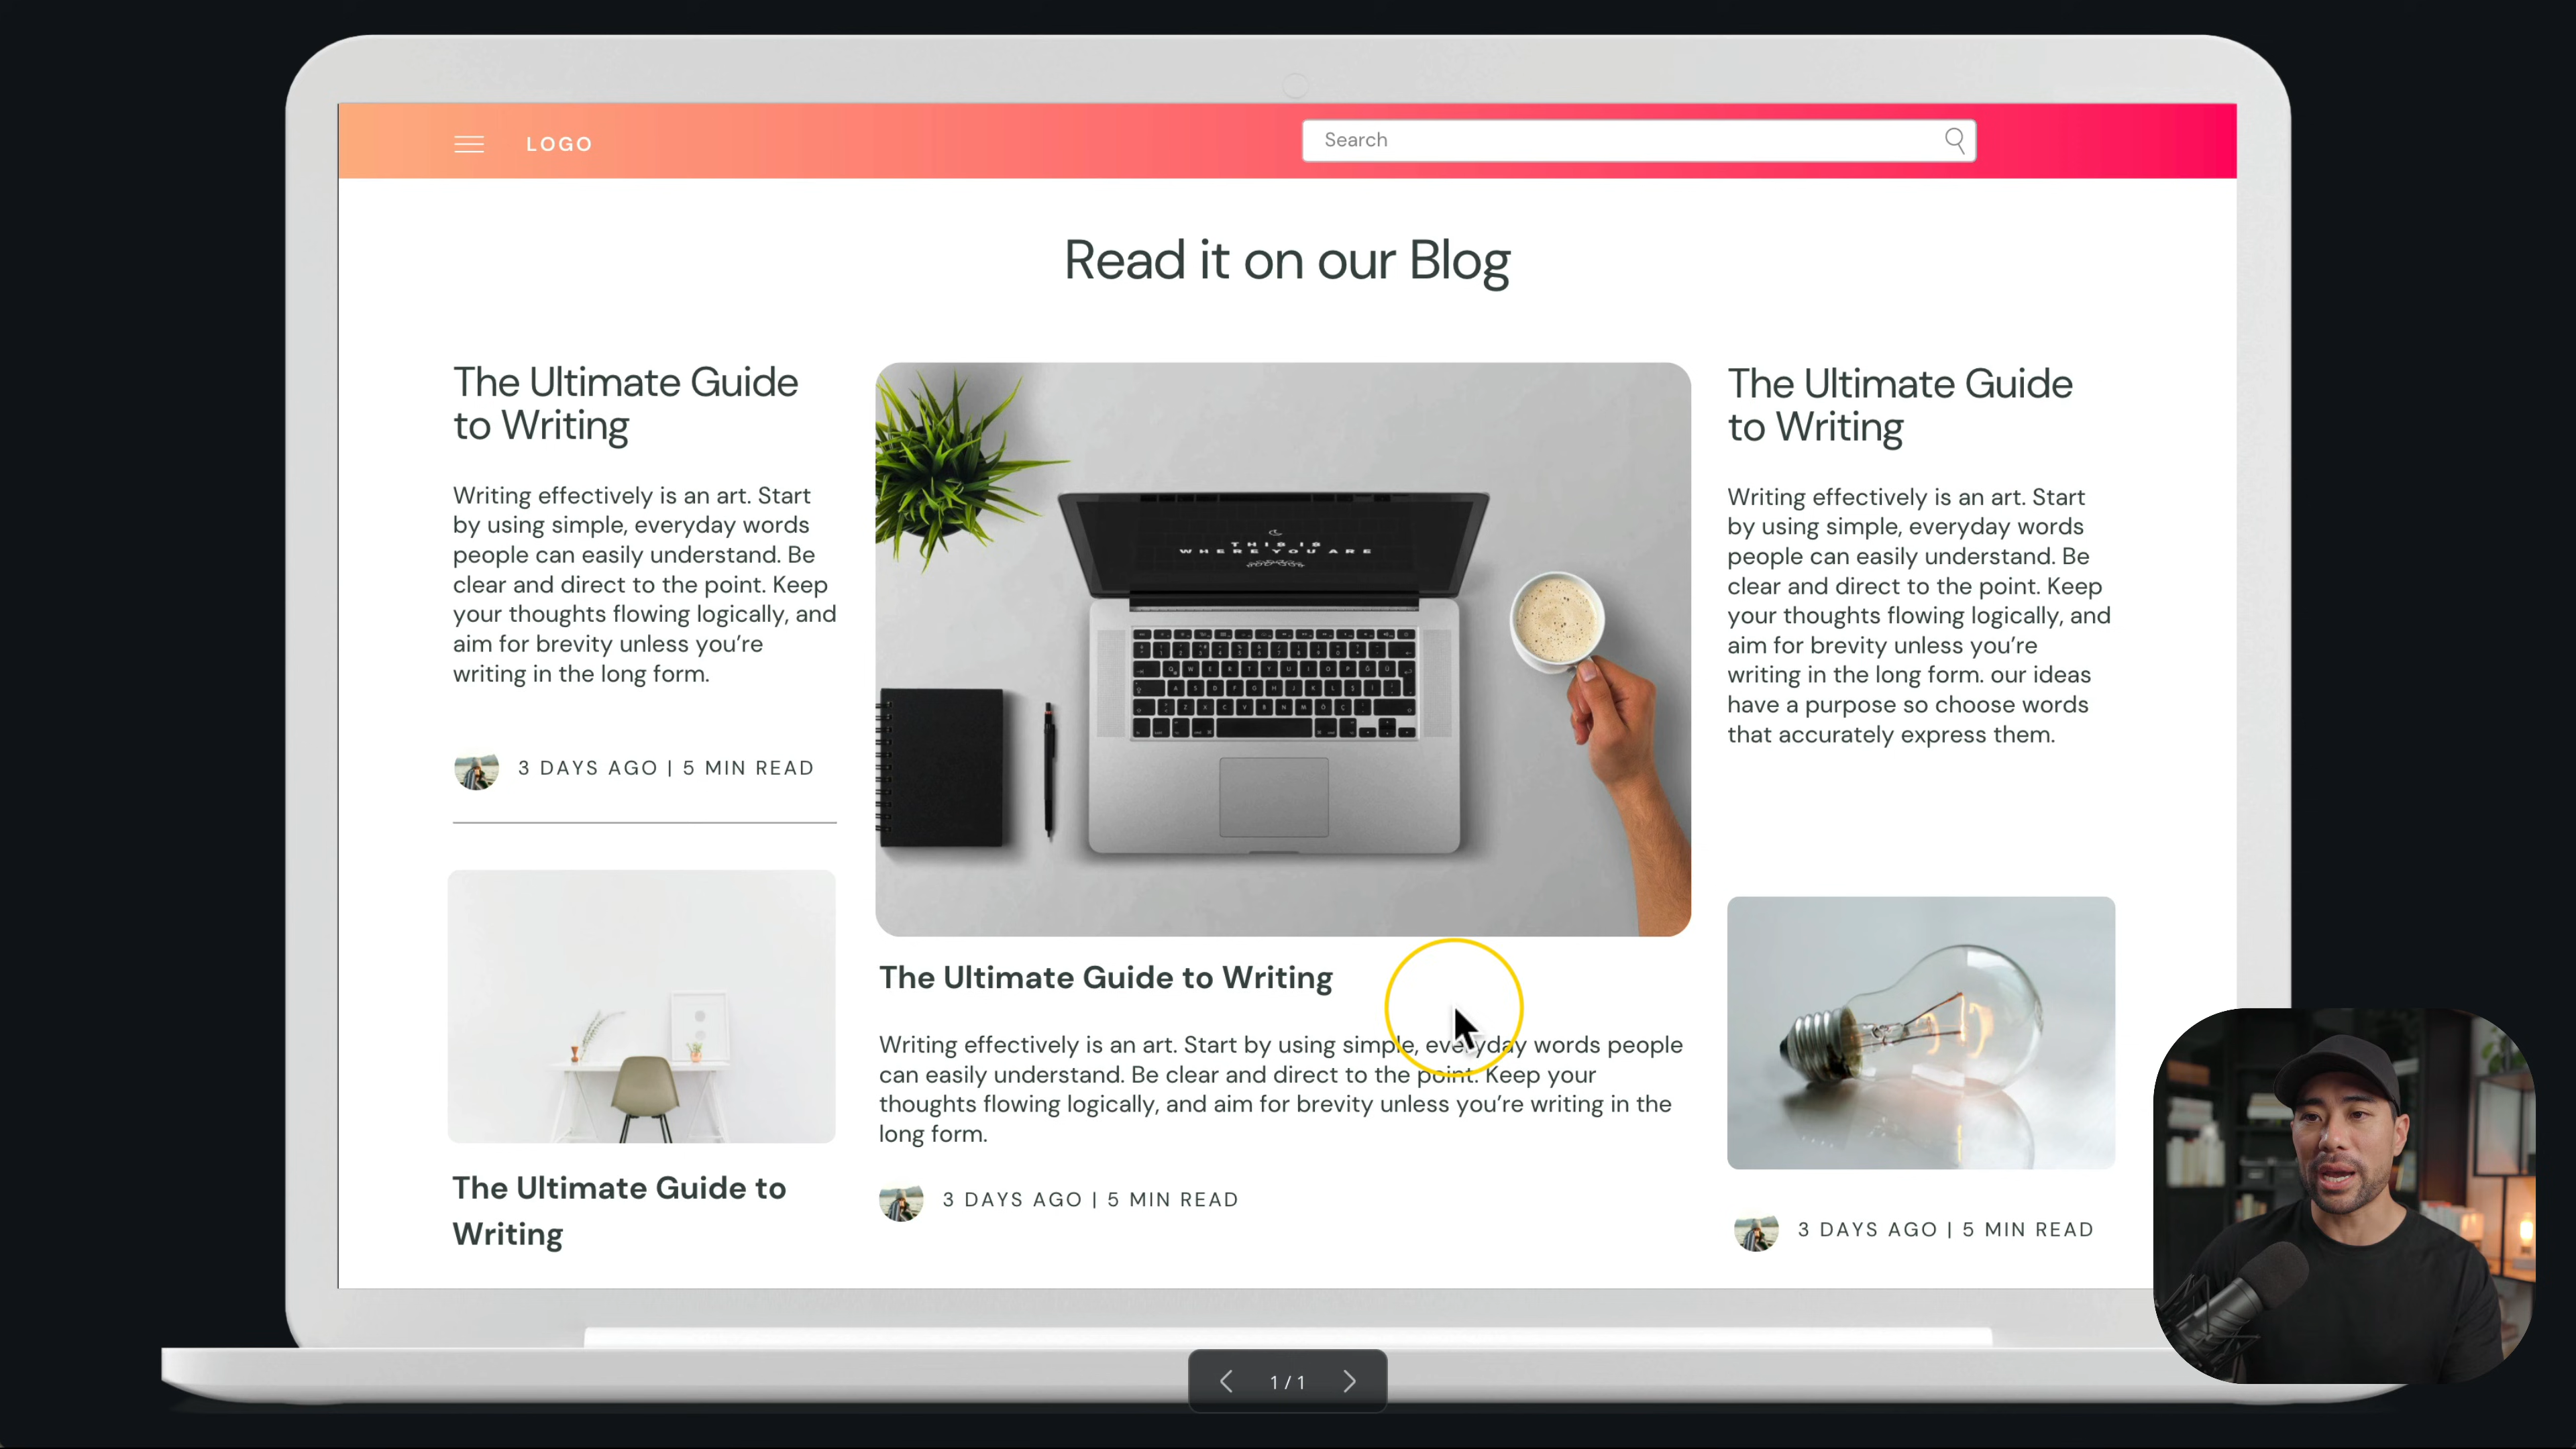 LOGO
Search
Read it on our Blog
The Ultimate Guide
to Writing
Writing effectively is an art. Start
by using simple, everyday words
people can easily understand. Be
clear and direct to the point. Keep
your thoughts flowing logically, and
aim for brevity unless you’re
writing in the long form.
3 DAYS AGO | 5 MIN READ
The Ultimate Guide to
Writing
THIS IS
WHERE YOU ARE
The Ultimate Guide to Writing
Writing effectively is an art. Start by using simple, everyday words people
can easily understand. Be clear and direct to the point. Keep your
thoughts flowing logically, and aim for brevity unless you’re writing in the
long form.
3 DAYS AGO | 5 MIN READ
The Ultimate Guide
to Writing
Writing effectively is an art. Start
by using simple, everyday words
people can easily understand. Be
clear and direct to the point. Keep
your thoughts flowing logically, and
aim for brevity unless you’re
writing in the long form. our ideas
have a purpose so choose words
that accurately express them.
3 DAYS AGO | 5 MIN READ
1 / 1